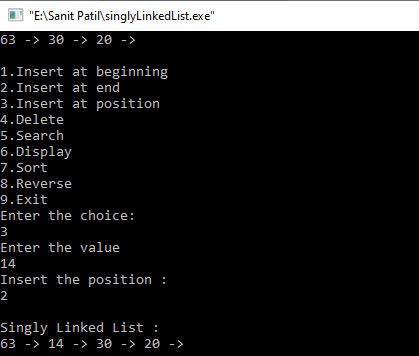 "E:\Sanit Patil\singlyLinkedList.exe"
63 -> 30 -> 20 ->
1.Insert at beginning
2.Insert at end
3.Insert at position
4.Delete
5.Search
6.Display
7.Sort
8.Reverse
9.Exit
Enter the choice:
3
Enter the value
14
Insert the position :
2
Singly Linked List :
63 -> 14 -> 30 -> 20 ->